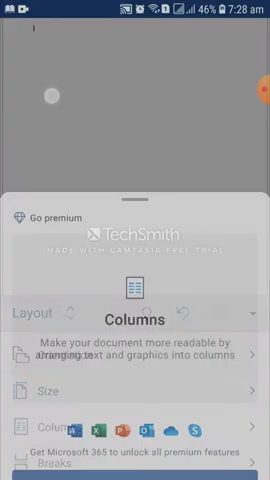 46% 7:28 am
Go premium
TechSmith
MADE WITH CAMTASIA FREE TRIAL
Layout
Columns
Make your document more readable by
arranging text and graphics into columns
Size
Columns
Get Microsoft 365 to unlock all premium features
Breaks